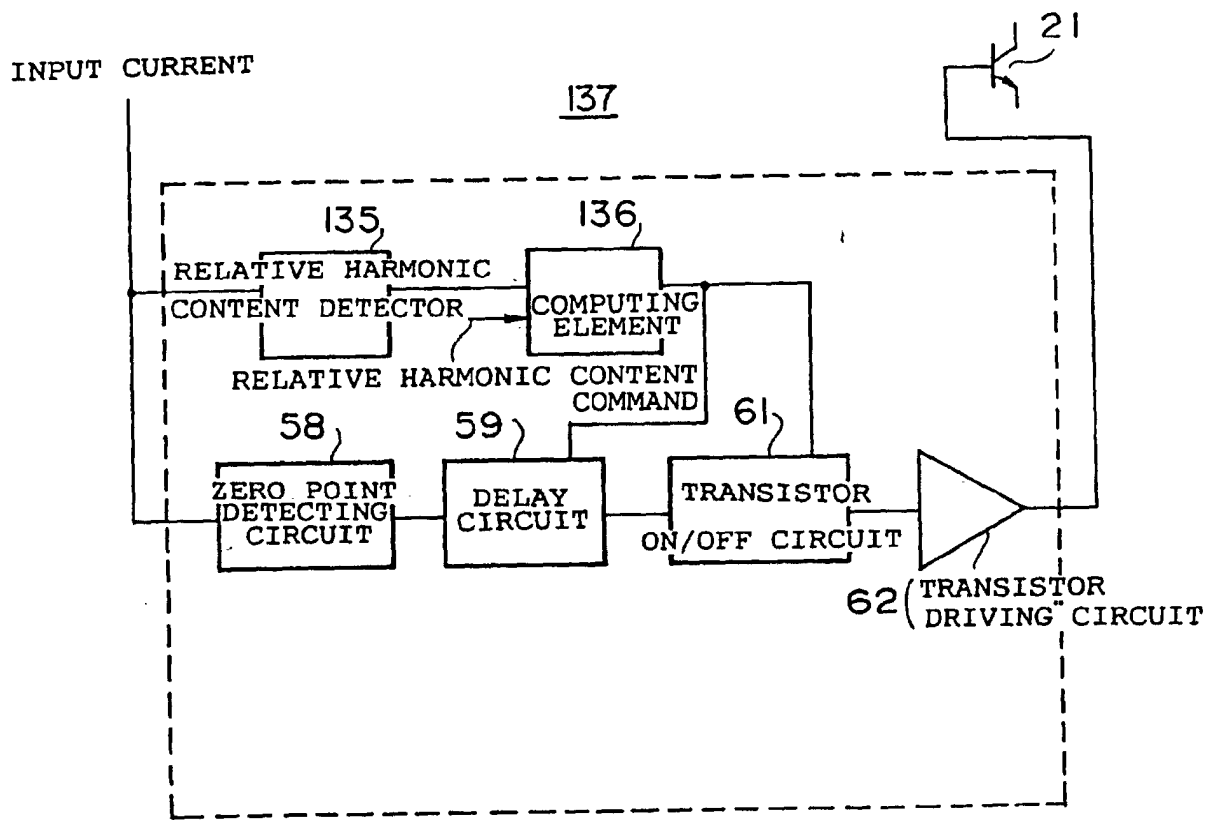 21
INPUT CURRENT
137
135
136
RELATIVE HARMONIC
CONTENT DETECTOR
COMPUTING
ELEMENT
RELATIVE HARMONIC CONTENT
COMMAND
58
59
61
ZERO POINT
DETECTING
CIRCUIT
DELAY
CIRCUIT
TRANSISTOR
ON/OFF CIRCUIT
62 (TRANSISTOR
DRIVING" CIRCUIT